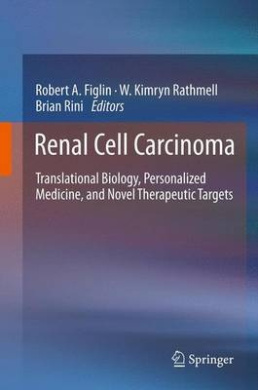 Robert A. Figlin · W. Kimryn Rathmell
Brian Rini Editors
Renal Cell Carcinoma
Translational Biology, Personalized
Medicine, and Novel Therapeutic Targets
Springer